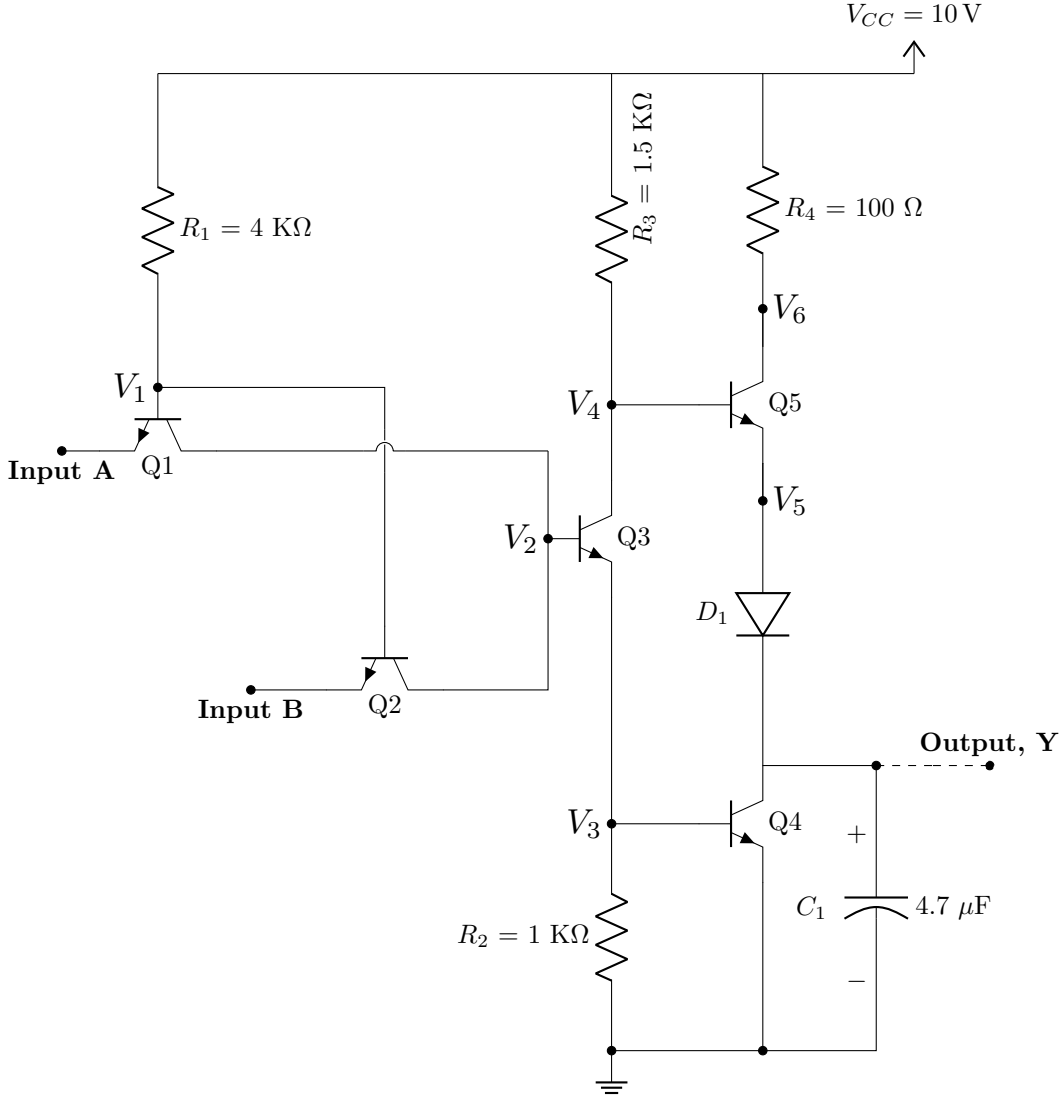 V_CC = 10 V
R_3 = 1.5 KΩ
R_1 = 4 KΩ
R_4 = 100 Ω
V_6
V_1
V_4
Q5
Input A
Q1
V_5
V_2
Q3
D_1
Input B
Q2
Output, Y
V_3
Q4
+
C_1
4.7 μF
R_2 = 1 KΩ
−